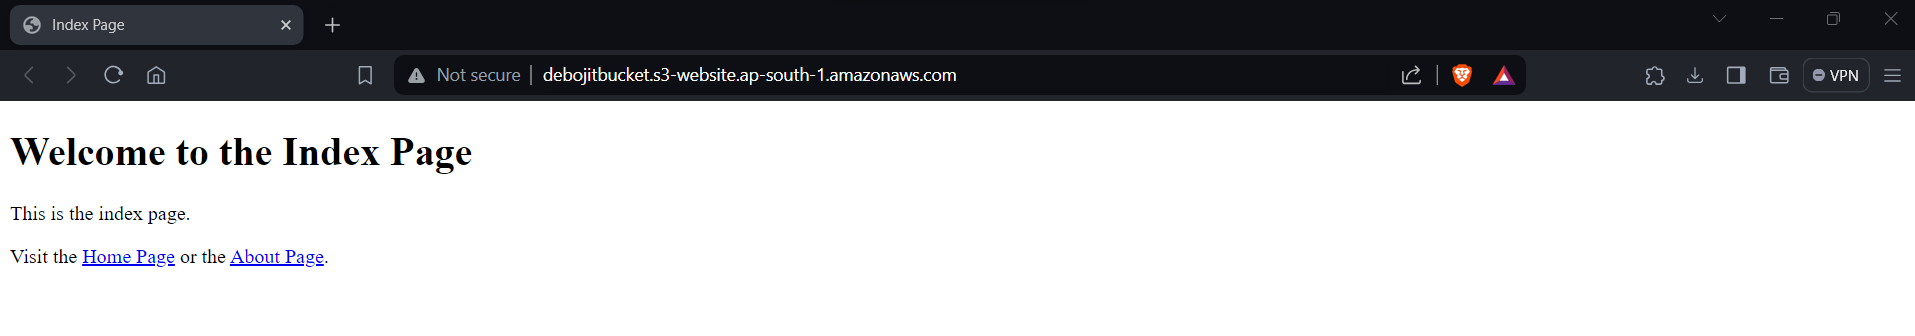 Index Page
Not secure debojitbucket.s3-website.ap-south-1.amazonaws.com VPN
Welcome to the Index Page
This is the index page.
Visit the Home Page or the About Page.